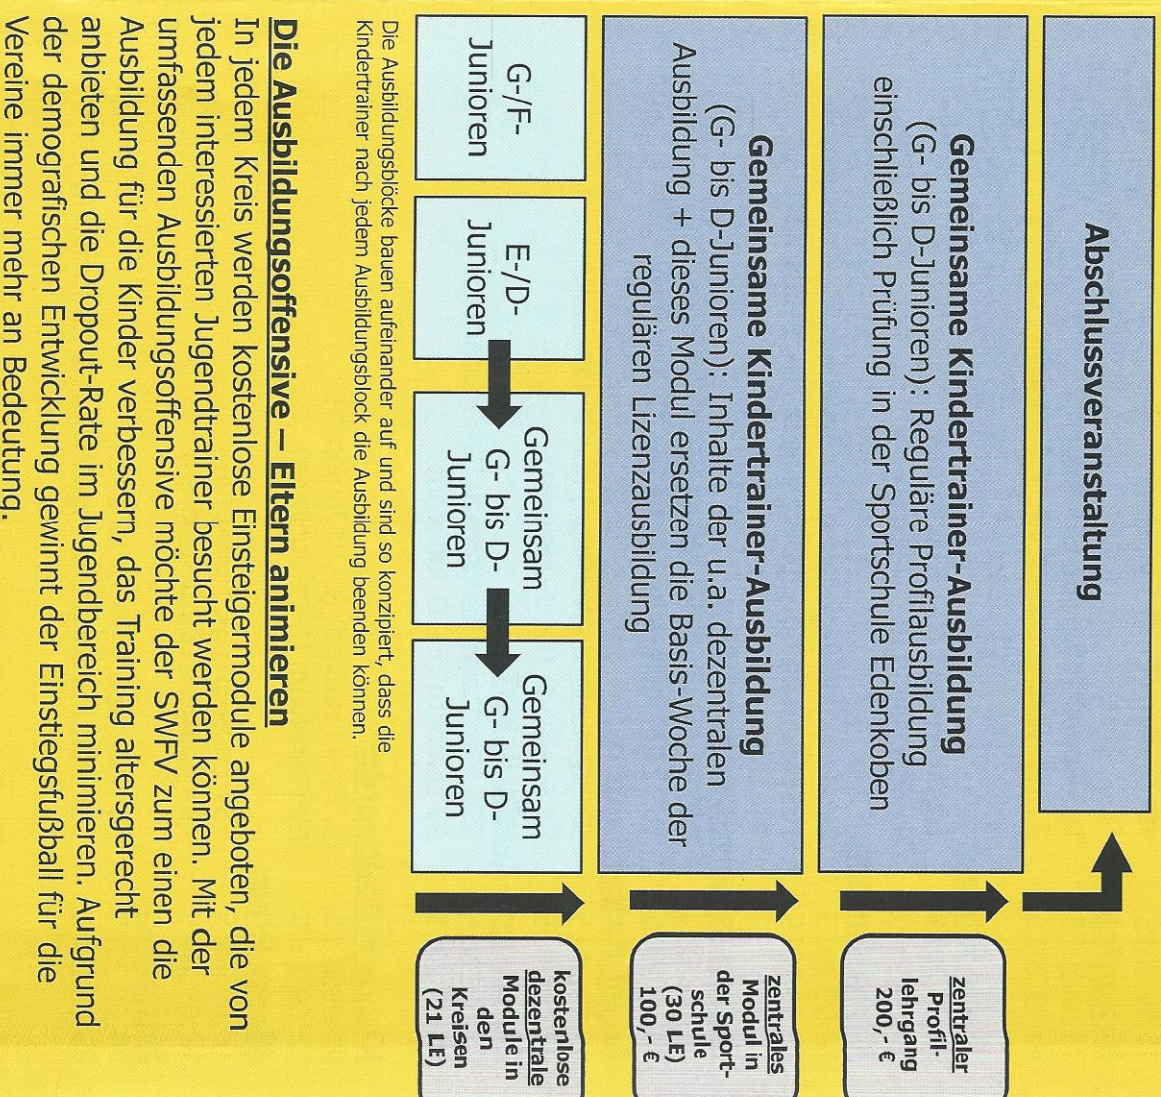 Abschlussveranstaltung
Gemeinsame Kindertrainer-Ausbildung
(G- bis D-Junioren): Reguläre Profilausbildung
einschließlich Prüfung in der Sportschule Edenkoben
zentraler
Profil-
lehrgang
200,- €
Gemeinsame Kindertrainer-Ausbildung
(G- bis D-Junioren): Inhalte der u.a. dezentralen
Ausbildung + dieses Modul ersetzen die Basis-Woche der
regulären Lizenzausbildung
zentrales
Modul in
der Sport-
schule
(30 LE)
100,- €
G-/F-
Junioren
E-/D-
Junioren
Gemeinsam
G- bis D-
Junioren
Gemeinsam
G- bis D-
Junioren
kostenlose
dezentrale
Module in
den
Kreisen
(21 LE)
Die Ausbildungsblöcke bauen aufeinander auf und sind so konzipiert, dass die
Kindertrainer nach jedem Ausbildungsblock die Ausbildung beenden können.
Die Ausbildungsoffensive – Eltern animieren
In jedem Kreis werden kostenlose Einsteigermodule angeboten, die von
jedem interessierten Jugendtrainer besucht werden können. Mit der
umfassenden Ausbildungsoffensive möchte der SWFV zum einen die
Ausbildung für die Kinder verbessern, das Training altersgerecht
anbieten und die Dropout-Rate im Jugendbereich minimieren. Aufgrund
der demografischen Entwicklung gewinnt der Einstiegsfußball für die
Vereine immer mehr an Bedeutung.